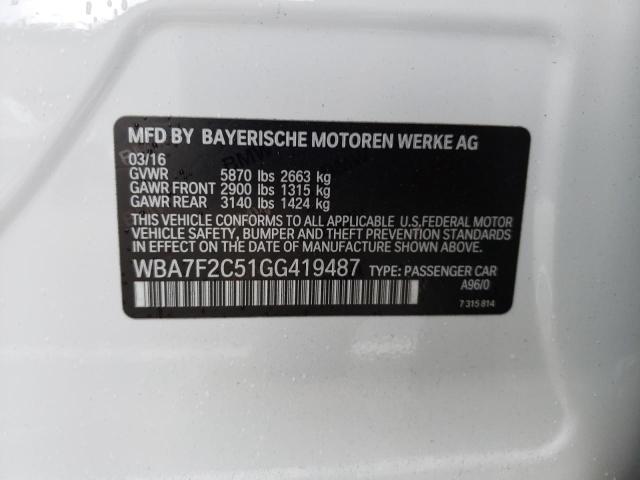 MFD BY BAYERISCHE MOTOREN WERKE AG
03/16
GVWR 5870 lbs 2663 kg
GAWR FRONT 2900 lbs 1315 kg
GAWR REAR 3140 lbs 1424 kg
THIS VEHICLE CONFORMS TO ALL APPLICABLE U.S.FEDERAL MOTOR
VEHICLE SAFETY, BUMPER AND THEFT PREVENTION STANDARDS
IN EFFECT ON THE DATE OF MANUFACTURE SHOWN ABOVE.
WBA7F2C51GG419487 TYPE: PASSENGER CAR
A96/0
7 315 814